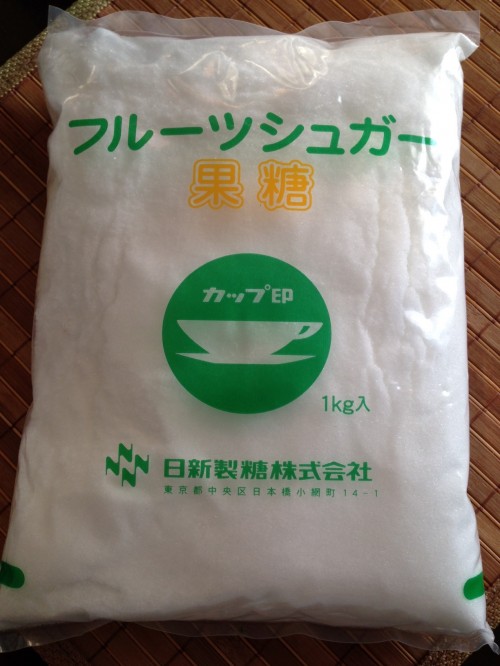 フルーツシュガー
果糖
カップ印
1kg入
日新製糖株式会社
東京都中央区日本橋小網町14-1